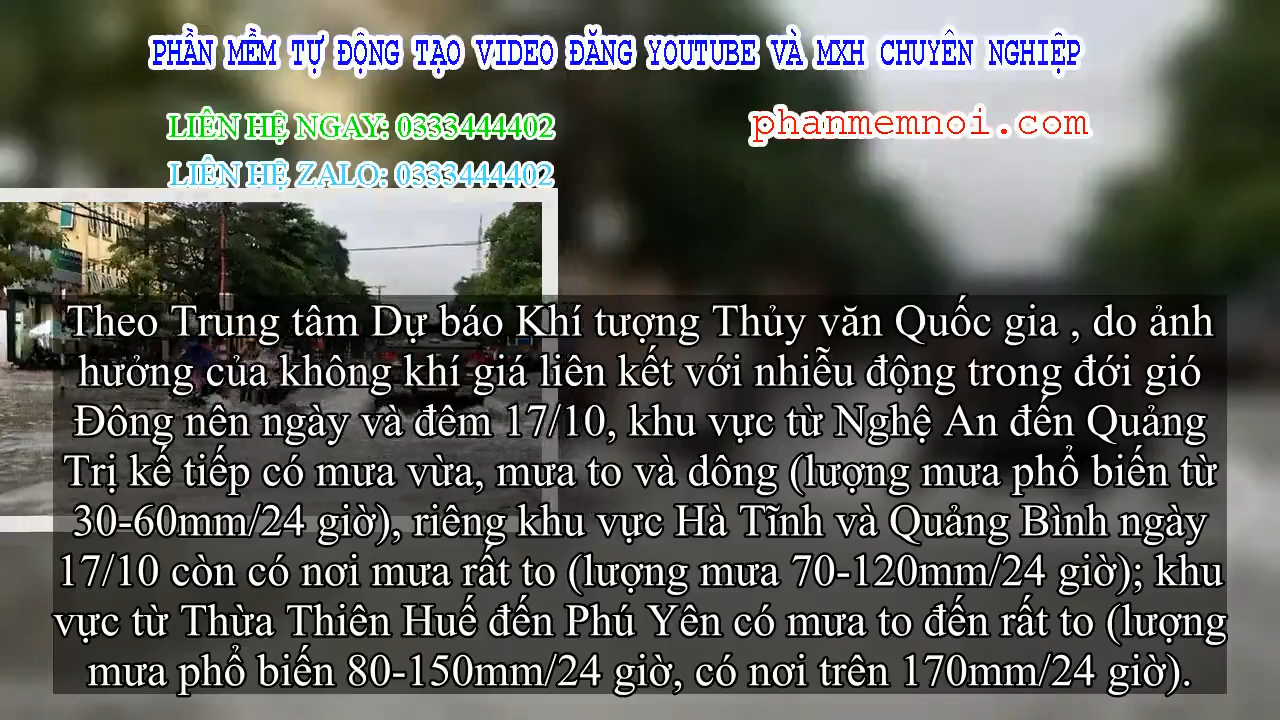 PHẦN MỀM TỰ ĐỘNG TẠO VIDEO ĐĂNG YOUTUBE VÀ MXH CHUYÊN NGHIỆP
LIÊN HỆ NGAY: 0333444402
phanmemnoi.com
LIÊN HỆ ZALO: 0333444402
Theo Trung tâm Dự báo Khí tượng Thủy văn Quốc gia , do ảnh
hưởng của không khí giá liên kết với nhiễu động trong đới gió
Đông nên ngày và đêm 17/10, khu vực từ Nghệ An đến Quảng
Trị kế tiếp có mưa vừa, mưa to và dông (lượng mưa phổ biến từ
30-60mm/24 giờ), riêng khu vực Hà Tĩnh và Quảng Bình ngày
17/10 còn có nơi mưa rất to (lượng mưa 70-120mm/24 giờ); khu
vực từ Thừa Thiên Huế đến Phú Yên có mưa to đến rất to (lượng
mưa phổ biến 80-150mm/24 giờ, có nơi trên 170mm/24 giờ).